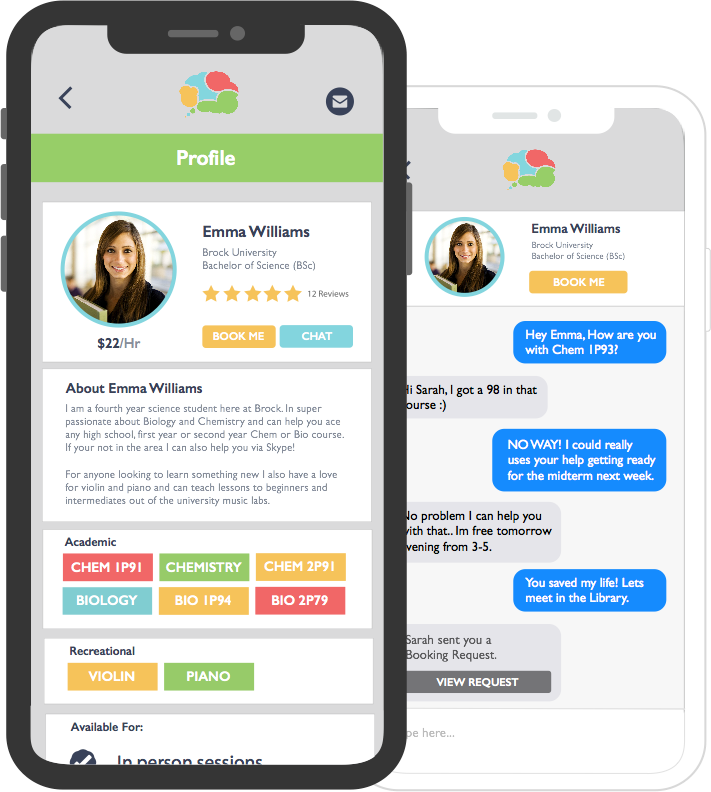 Profile
Emma Williams
Brock University
Bachelor of Science (BSc)
12 Reviews
$22/Hr
BOOK ME
CHAT
About Emma Williams
I am a fourth year science student here at Brock. In super
passionate about Biology and Chemistry and can help you ace
any high school, first year or second year Chem or Bio course.
If your not in the area I can also help you via Skype!
For anyone looking to learn something new I also have a love
for violin and piano and can teach lessons to beginners and
intermediates out of the university music labs.
Academic
CHEM 1P91
CHEMISTRY
CHEM 2P91
BIOLOGY
BIO 1P94
BIO 2P79
Recreational
VIOLIN
PIANO
Available For:
In person sessions
Emma Williams
Brock University
Bachelor of Science (BSc)
BOOK ME
Hey Emma, How are you
with Chem 1P93?
Hi Sarah, I got a 98 in that
ourse :)
NO WAY! I could really
uses your help getting ready
for the midterm next week.
No problem I can help you
with that.. Im free tomorrow
vening from 3-5.
You saved my life! Lets
meet in the Library.
Sarah sent you a
Booking Request.
VIEW REQUEST
pe here...